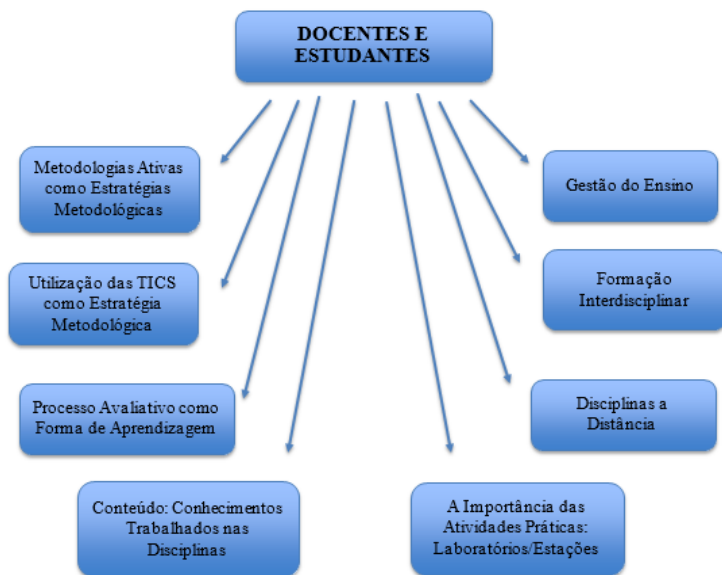 DOCENTES E
ESTUDANTES
Metodologias Ativas
como Estratégias
Metodológicas
Gestão do Ensino
Utilização das TICS
como Estratégia
Metodológica
Formação
Interdisciplinar
Processo Avaliativo como
Forma de Aprendizagem
Disciplinas a
Distância
Conteúdo: Conhecimentos
Trabalhados nas
Disciplinas
A Importância das
Atividades Práticas:
Laboratórios/Estações